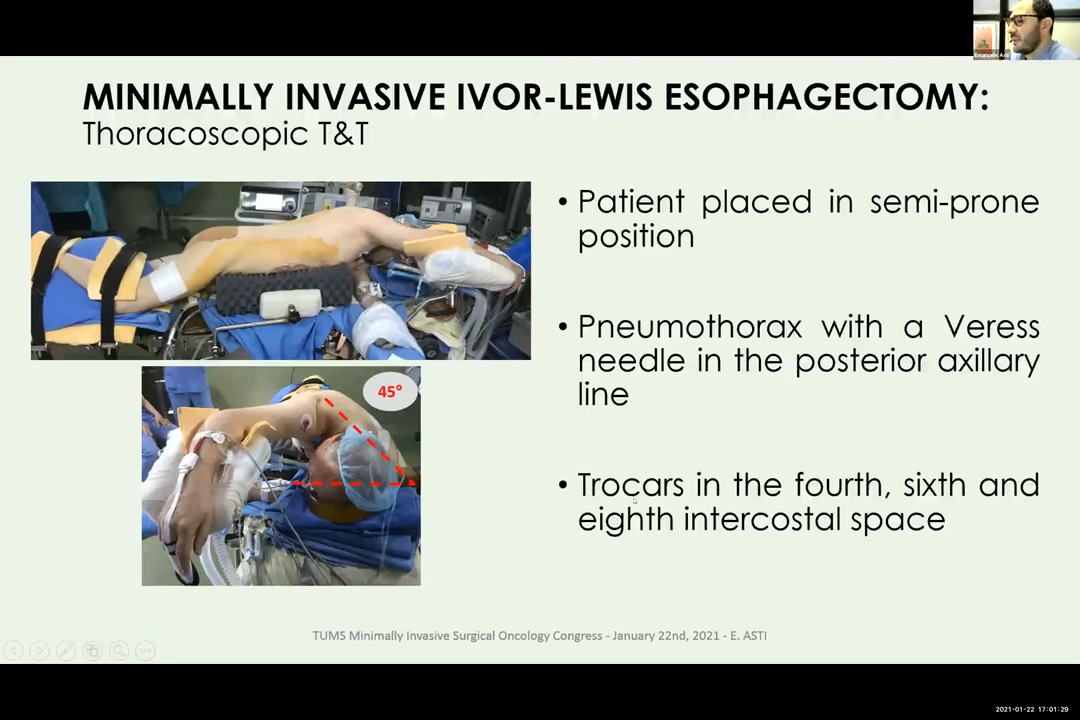 Emanuele Asti
MINIMALLY INVASIVE IVOR-LEWIS ESOPHAGECTOMY:
Thoracoscopic T&T
• Patient placed in semi-prone
position
• Pneumothorax with a Veress
needle in the posterior axillary
line
• Trocars in the fourth, sixth and
eighth intercostal space
45°
TUMS Minimally Invasive Surgical Oncology Congress - January 22nd, 2021 - E. ASTI
2021-01-22 17:01:29